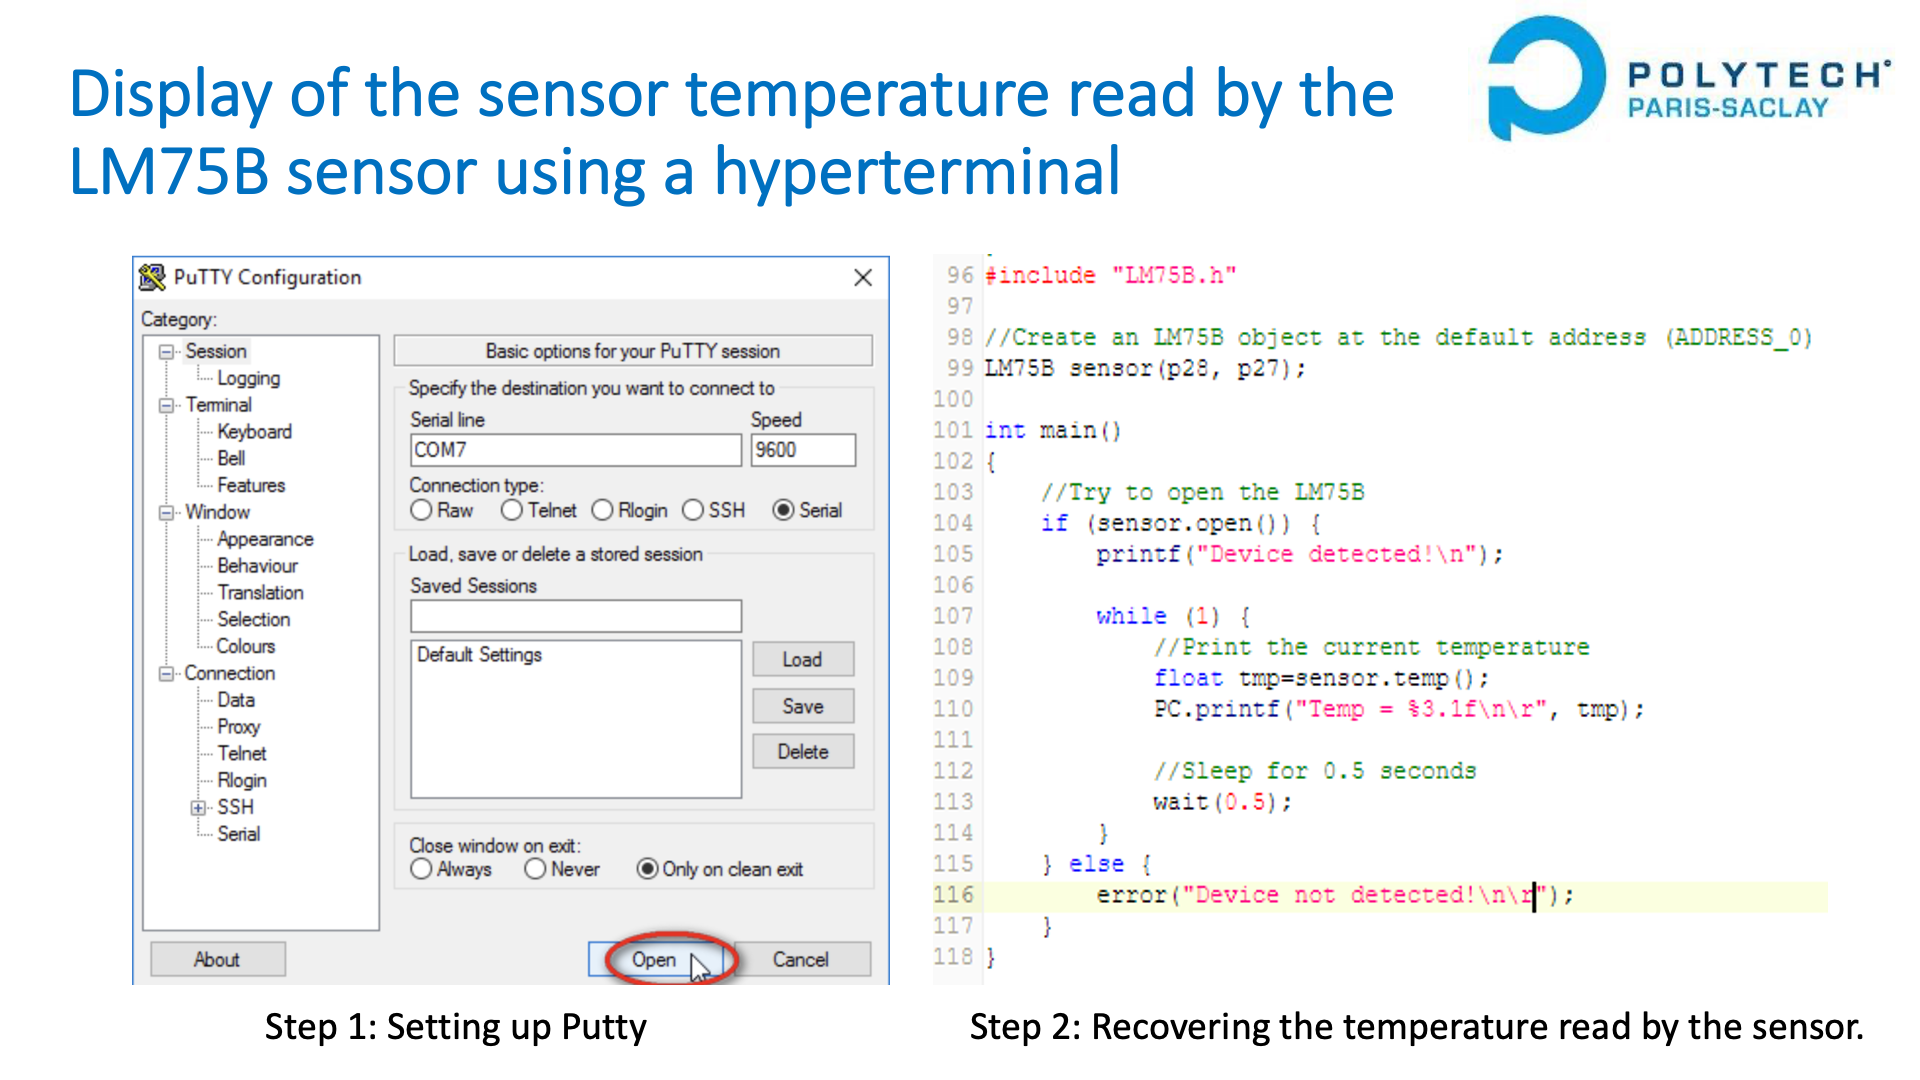 Display of the sensor temperature read by the
LM75B sensor using a hyperterminal
POLYTECH°
PARIS-SACLAY
PuTTY Configuration
Category:
Session
Logging
Terminal
Keyboard
Bell
Features
Window
Appearance
Behaviour
Translation
Selection
Colours
Connection
Data
Proxy
Telnet
Rlogin
SSH
Serial
Basic options for your PuTTY session
Specify the destination you want to connect to
Serial line Speed
COM7 9600
Connection type:
Raw Telnet Rlogin SSH Serial
Load, save or delete a stored session
Saved Sessions
Default Settings
Load
Save
Delete
Close window on exit:
Always Never Only on clean exit
About Open Cancel
96 #include "LM75B.h"
97
98 //Create an LM75B object at the default address (ADDRESS_0)
99 LM75B sensor(p28, p27);
100
101 int main()
102 {
103 //Try to open the LM75B
104 if (sensor.open()) {
105 printf("Device detected!\n");
106
107 while (1) {
108 //Print the current temperature
109 float tmp=sensor.temp();
110 PC.printf("Temp = %3.1f\n\r", tmp);
111
112 //Sleep for 0.5 seconds
113 wait(0.5);
114 }
115 } else {
116 error("Device not detected!\n\r");
117 }
118 }
Step 1: Setting up Putty
Step 2: Recovering the temperature read by the sensor.